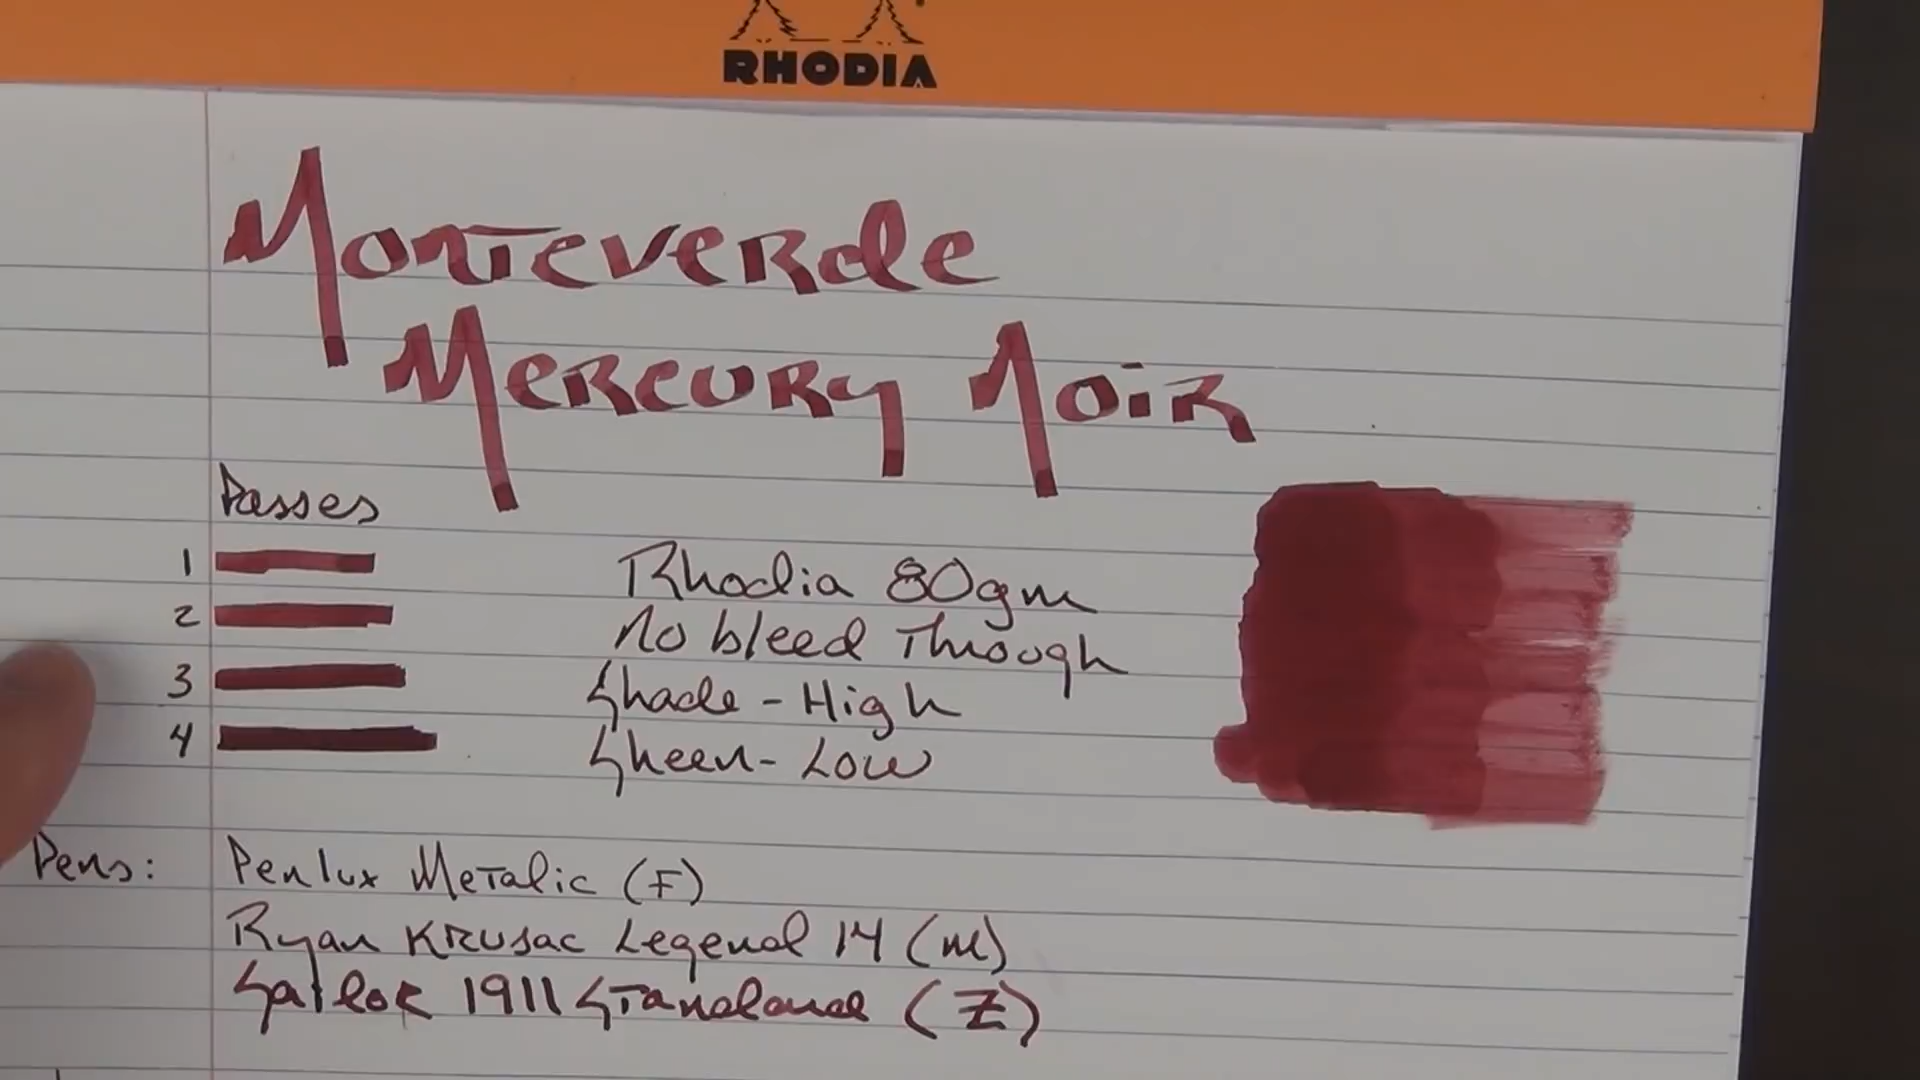 RHODIA
Monteverde
Mercury Noir
Passes
1
2
3
4
Rhodia 80gm
No bleed Through
Shade - High
Sheen - Low
Pens:
Penlux Metalic (F)
Ryan Krusac Legend 14 (M)
Sailor 1911 Standard (Z)